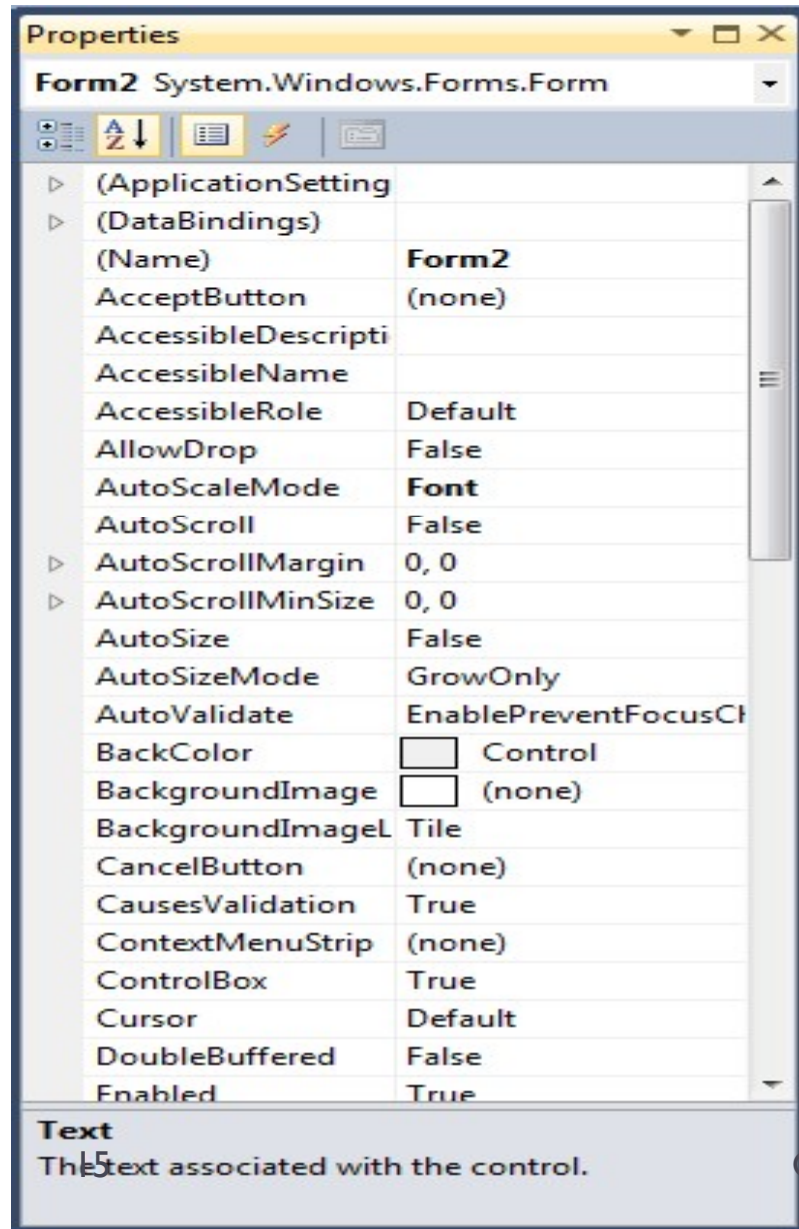 Properties
Form2 System.Windows.Forms.Form
A Z
(ApplicationSetting
(DataBindings)
(Name) Form2
AcceptButton (none)
AccessibleDescripti
AccessibleName
AccessibleRole Default
AllowDrop False
AutoScaleMode Font
AutoScroll False
AutoScrollMargin 0, 0
AutoScrollMinSize 0, 0
AutoSize False
AutoSizeMode GrowOnly
AutoValidate EnablePreventFocusCh
BackColor Control
BackgroundImage (none)
BackgroundImageL Tile
CancelButton (none)
CausesValidation True
ContextMenuStrip (none)
ControlBox True
Cursor Default
DoubleBuffered False
Enabled True
Text
The text associated with the control.
15